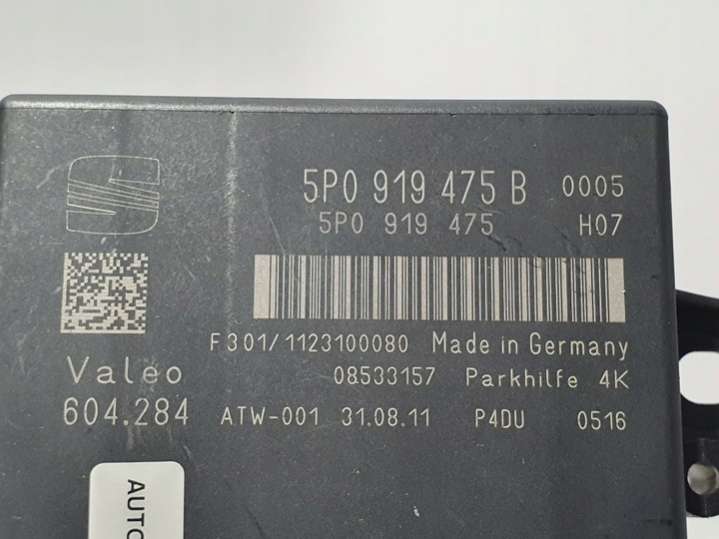 5P0 919 475 B 0005
5P0 919 475 H07
F301/1123100080 Made in Germany
Valeo 08533157 Parkhilfe 4K
604.284 ATW-001 31.08.11 P4DU 0516
AUTO